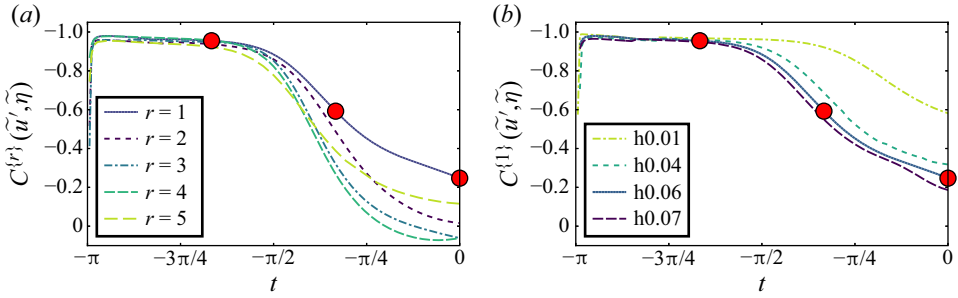 (a)
−1.0
−0.8
−0.6
−0.4
−0.2
0
C{r}(ũ′,η̃)
r = 1
r = 2
r = 3
r = 4
r = 5
−π
−3π/4
−π/2
−π/4
0
t
(b)
−1.0
−0.8
−0.6
−0.4
−0.2
0
C{1}(ũ′,η̃)
h0.01
h0.04
h0.06
h0.07
−π
−3π/4
−π/2
−π/4
0
t